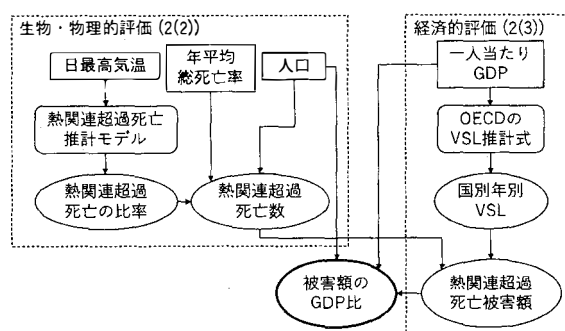 生物・物理的評価(2(2))
日最高気温
年平均
総死亡率
人口
熱関連超過死亡
推計モデル
熱関連超過
死亡の比率
熱関連超過
死亡数
経済的評価(2(3))
一人当たり
GDP
OECDの
VSL推計式
国別年別
VSL
熱関連超過
死亡被害額
被害額の
GDP比